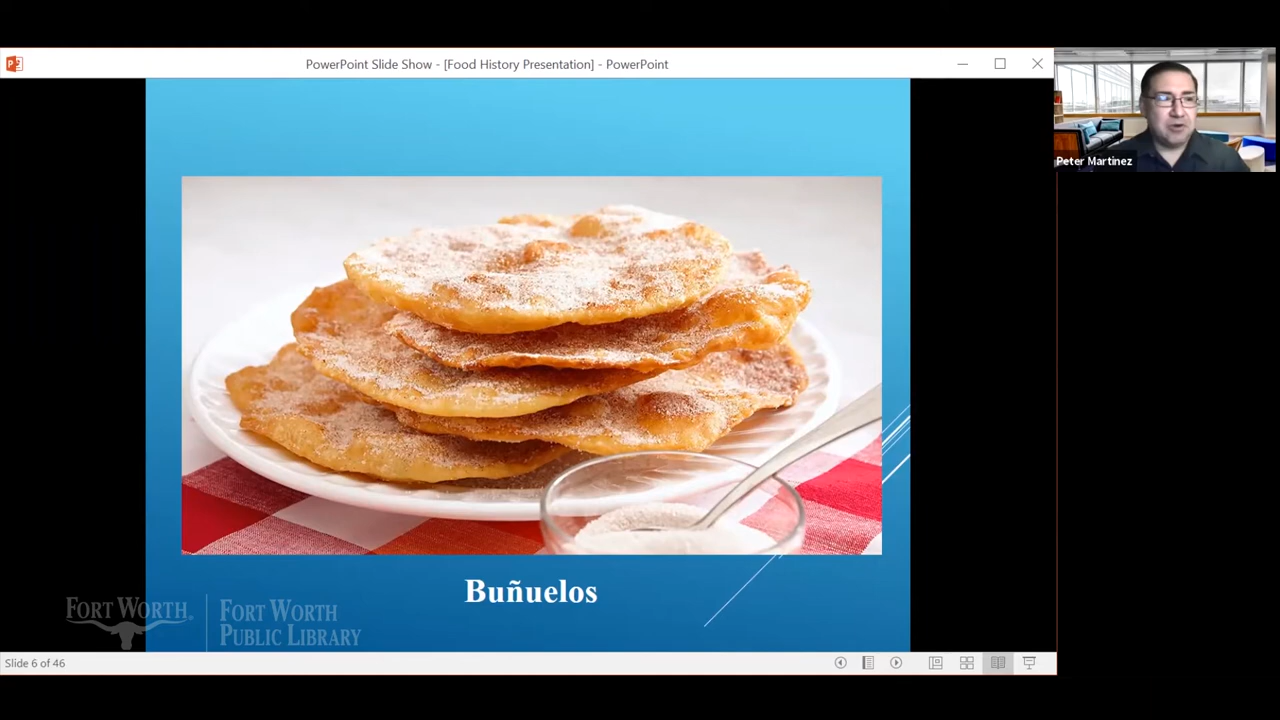 PowerPoint Slide Show - [Food History Presentation] - PowerPoint
Peter Martinez
Buñuelos
FORT WORTH®
FORT WORTH
PUBLIC LIBRARY
Slide 6 of 46